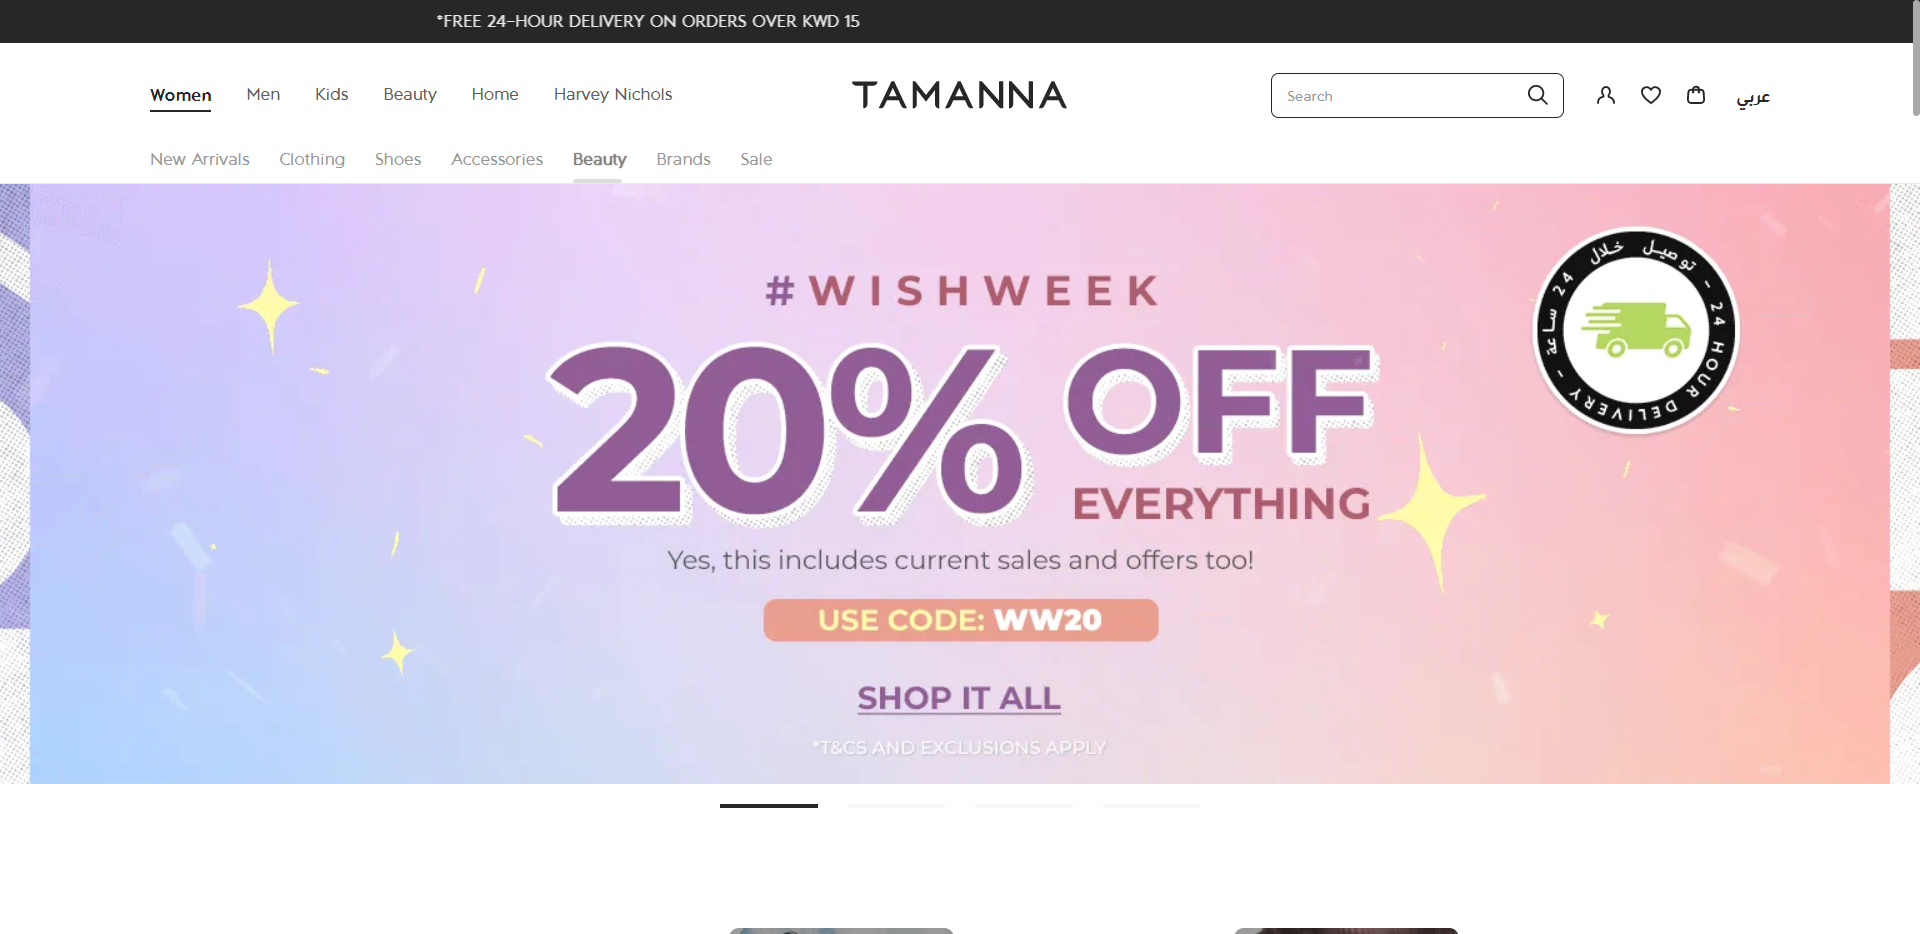 *FREE 24-HOUR DELIVERY ON ORDERS OVER KWD 15
Women Men Kids Beauty Home Harvey Nichols
TAMANNA
Search
عربي
New Arrivals Clothing Shoes Accessories Beauty Brands Sale
#WISHWEEK
20% OFF
EVERYTHING
Yes, this includes current sales and offers too!
USE CODE: WW20
SHOP IT ALL
*T&CS AND EXCLUSIONS APPLY
توصيل خلال 24 ساعة - 24 HOUR DELIVERY -